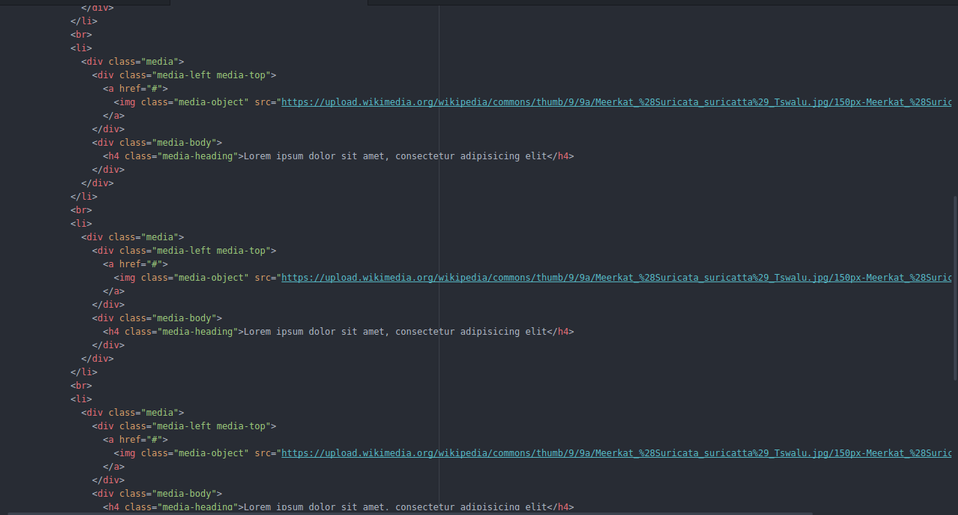 </div>
</li>
<br>
<li>
<div class="media">
<div class="media-left media-top">
<a href="#">
<img class="media-object" src="https://upload.wikimedia.org/wikipedia/commons/thumb/9/9a/Meerkat_%28Suricata_suricatta%29_Tswalu.jpg/150px-Meerkat_%28Suric
</a>
</div>
<div class="media-body">
<h4 class="media-heading">Lorem ipsum dolor sit amet, consectetur adipisicing elit</h4>
</div>
</div>
</li>
<br>
<li>
<div class="media">
<div class="media-left media-top">
<a href="#">
<img class="media-object" src="https://upload.wikimedia.org/wikipedia/commons/thumb/9/9a/Meerkat_%28Suricata_suricatta%29_Tswalu.jpg/150px-Meerkat_%28Suric
</a>
</div>
<div class="media-body">
<h4 class="media-heading">Lorem ipsum dolor sit amet, consectetur adipisicing elit</h4>
</div>
</div>
</li>
<br>
<li>
<div class="media">
<div class="media-left media-top">
<a href="#">
<img class="media-object" src="https://upload.wikimedia.org/wikipedia/commons/thumb/9/9a/Meerkat_%28Suricata_suricatta%29_Tswalu.jpg/150px-Meerkat_%28Suric
</a>
</div>
<div class="media-body">
<h4 class="media-heading">Lorem ipsum dolor sit amet, consectetur adipisicing elit</h4>